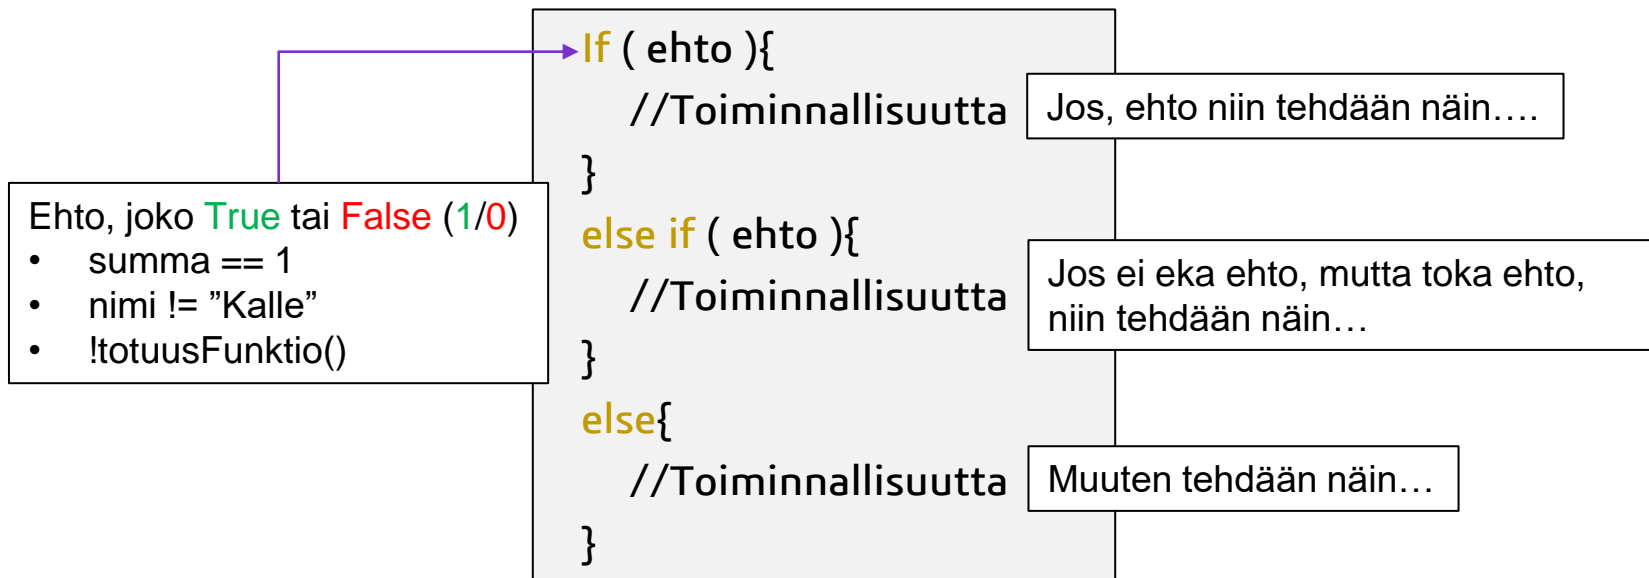 If ( ehto ){
//Toiminnallisuutta
Jos, ehto niin tehdään näin….
}
Ehto, joko True tai False (1/0)
• summa == 1
• nimi != ”Kalle”
• !totuusFunktio()
else if ( ehto ){
//Toiminnallisuutta
Jos ei eka ehto, mutta toka ehto,
niin tehdään näin…
}
else{
//Toiminnallisuutta
Muuten tehdään näin…
}